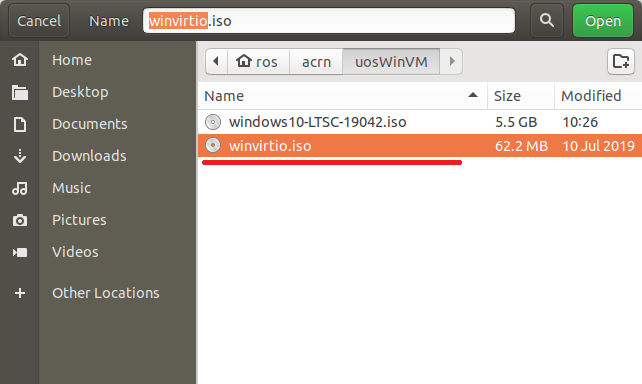 Cancel Name winvirtio.iso Open
Home
Desktop
Documents
Downloads
Music
Pictures
Videos
Other Locations
ros acrn uosWinVM
Name Size Modified
windows10-LTSC-19042.iso 5.5 GB 10:26
winvirtio.iso 62.2 MB 10 Jul 2019